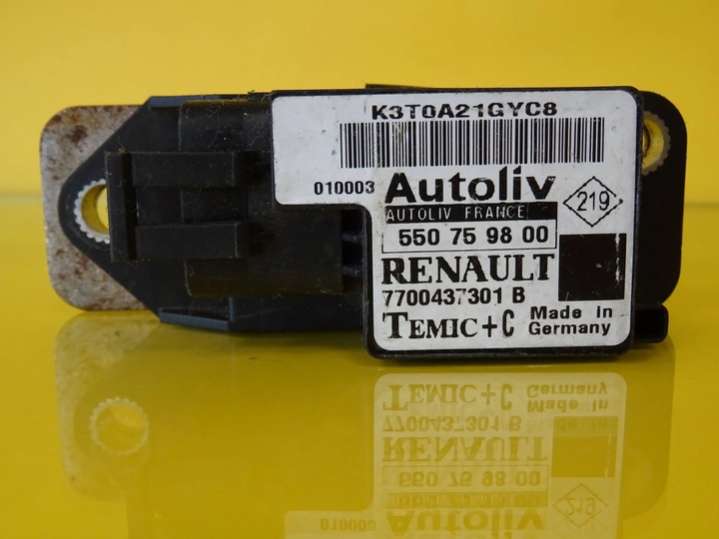 K3T0A21GYC8
010003 Autoliv
219
AUTOLIV FRANCE
550 75 98 00
RENAULT
7700437301 B
TEMIC+C Made in
Germany